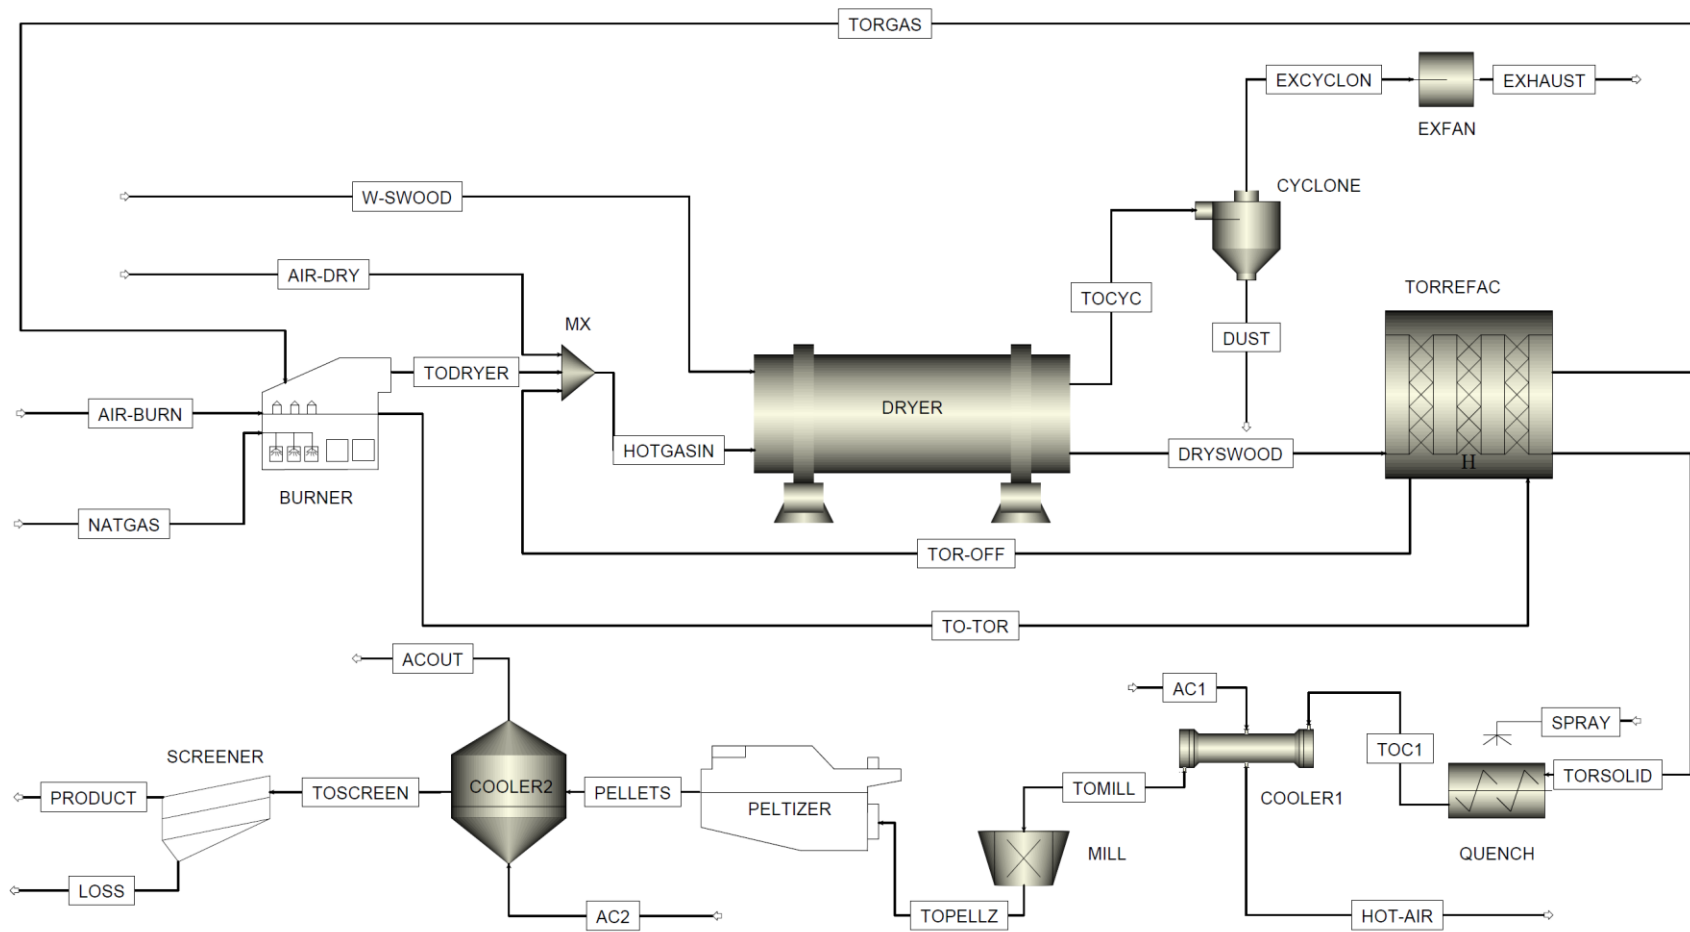 TORGAS
EXCYCLON
EXHAUST
EXFAN
CYCLONE
W-SWOOD
AIR-DRY
TOCYC
TORREFAC
MX
DUST
TODRYER
AIR-BURN
DRYER
HOTGASIN
DRYSWOOD
H
BURNER
NATGAS
TOR-OFF
TO-TOR
ACOUT
AC1
SPRAY
SCREENER
TOC1
TORSOLID
PRODUCT
TOSCREEN
COOLER2
PELLETS
TOMILL
COOLER1
PELTIZER
MILL
QUENCH
LOSS
AC2
TOPELLZ
HOT-AIR